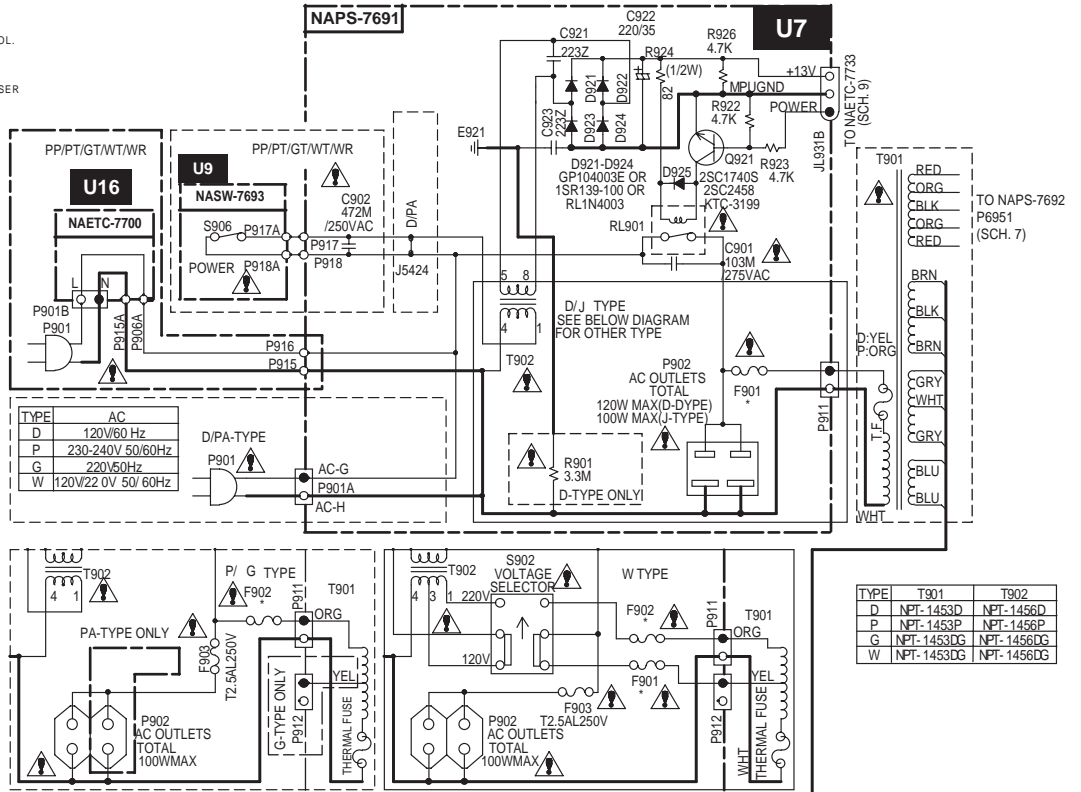 OL.
SER
NAPS-7691
U7
C922
220/35
C921
223Z
R924
(1/2W)
82
R926
4.7K
+13V
MPUGND
POWER
R922
4.7K
D921
D922
D923
D924
C923
223Z
E921
D921-D924
GP104003E OR
1SR139-100 OR
RL1N4003
D925
Q921
2SC1740S
2SC2458
KTC-3199
R923
4.7K
JL931B
TO NAETC-7733
(SCH. 9)
PP/PT/GT/WT/WR
U16
NAETC-7700
L
N
P901B
P901
P915A
P906A
PP/PT/GT/WT/WR
U9
NASW-7693
S906
P917A
POWER
P918A
C902
472M
/250VAC
P917
P918
D/PA
J5424
P916
P915
RL901
C901
103M
/275VAC
5 8
4 1
T902
D/J TYPE
SEE BELOW DIAGRAM
FOR OTHER TYPE
P902
AC OUTLETS
TOTAL
120W MAX(D-DYPE)
100W MAX(J-TYPE)
F901
*
P911
R901
3.3M
D-TYPE ONLY
T901
RED
ORG
BLK
ORG
RED
TO NAPS-7692
P6951
(SCH. 7)
BRN
BLK
BRN
D:YEL
P:ORG
GRY
WHT
GRY
T.F
BLU
BLU
WHT
TYPE AC
D 120V/60 Hz
P 230-240V 50/60Hz
G 220V50Hz
W 120V/22 0V 50/ 60Hz
D/PA-TYPE
P901
AC-G
P901A
AC-H
T902
4 1
P/ G TYPE
F902
*
P911
T901
ORG
PA-TYPE ONLY
F903
T2.5AL250V
YEL
G-TYPE ONLY
P912
THERMAL FUSE
P902
AC OUTLETS
TOTAL
100WMAX
T902
4 3 1
S902
VOLTAGE
SELECTOR
220V
120V
W TYPE
F902
*
P911
T901
ORG
F901
*
YEL
F903
T2.5AL250V
P912
WHT
THERMAL FUSE
P902
AC OUTLETS
TOTAL
100WMAX
TYPE T901 T902
D NPT-1453D NPT-1456D
P NPT-1453P NPT-1456P
G NPT-1453DG NPT-1456DG
W NPT-1453DG NPT-1456DG